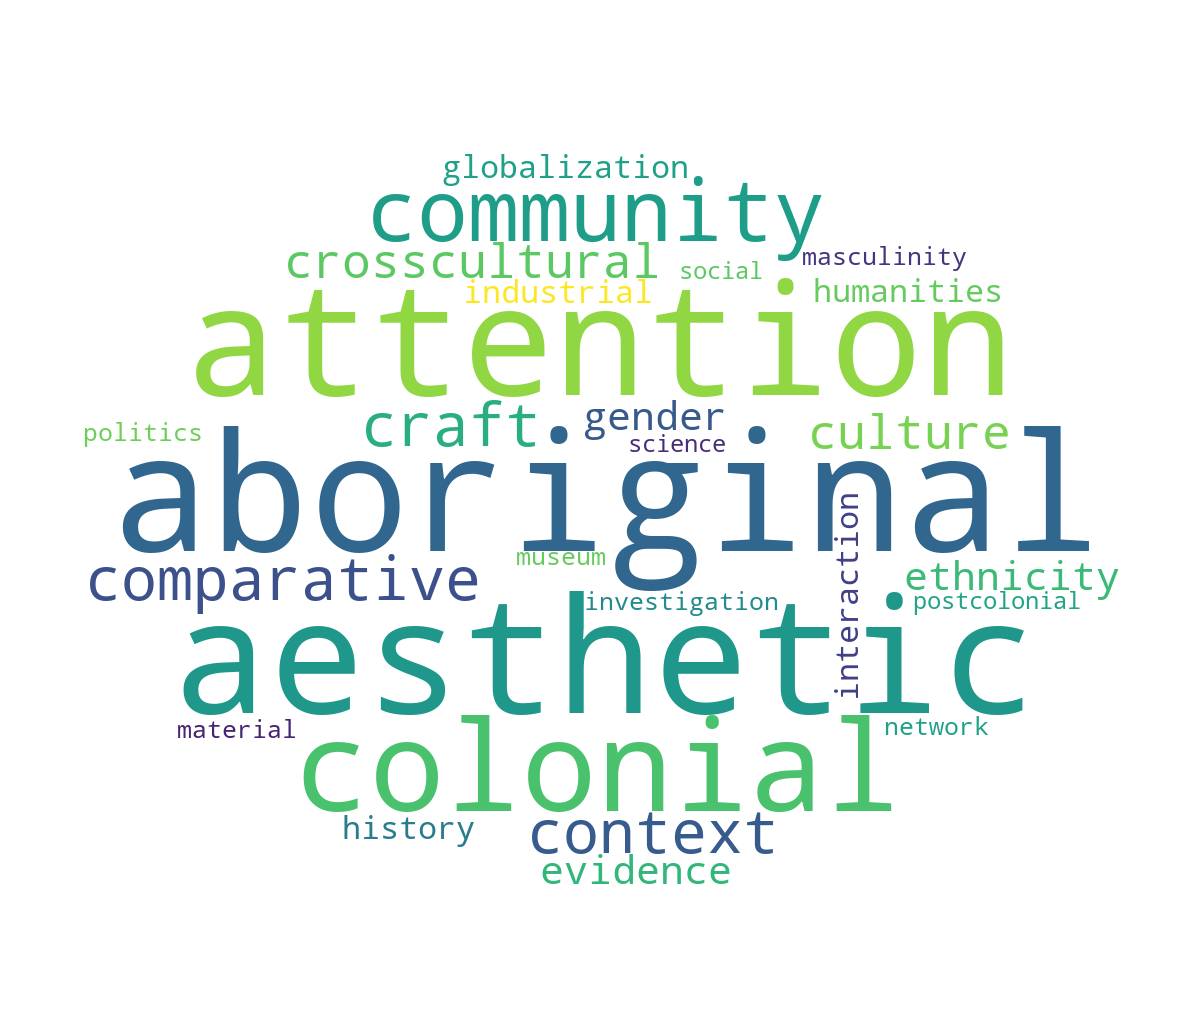 globalization
community
crosscultural
social
masculinity
industrial
humanities
attention
craft
gender
culture
politics
science
aboriginal
museum
comparative
interaction
ethnicity
investigation
postcolonial
aesthetic
material
network
colonial
history
context
evidence